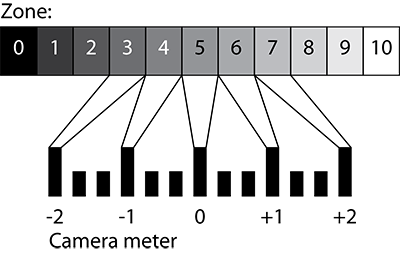 Zone:
0 1 2 3 4 5 6 7 8 9 10
-2 -1 0 +1 +2
Camera meter